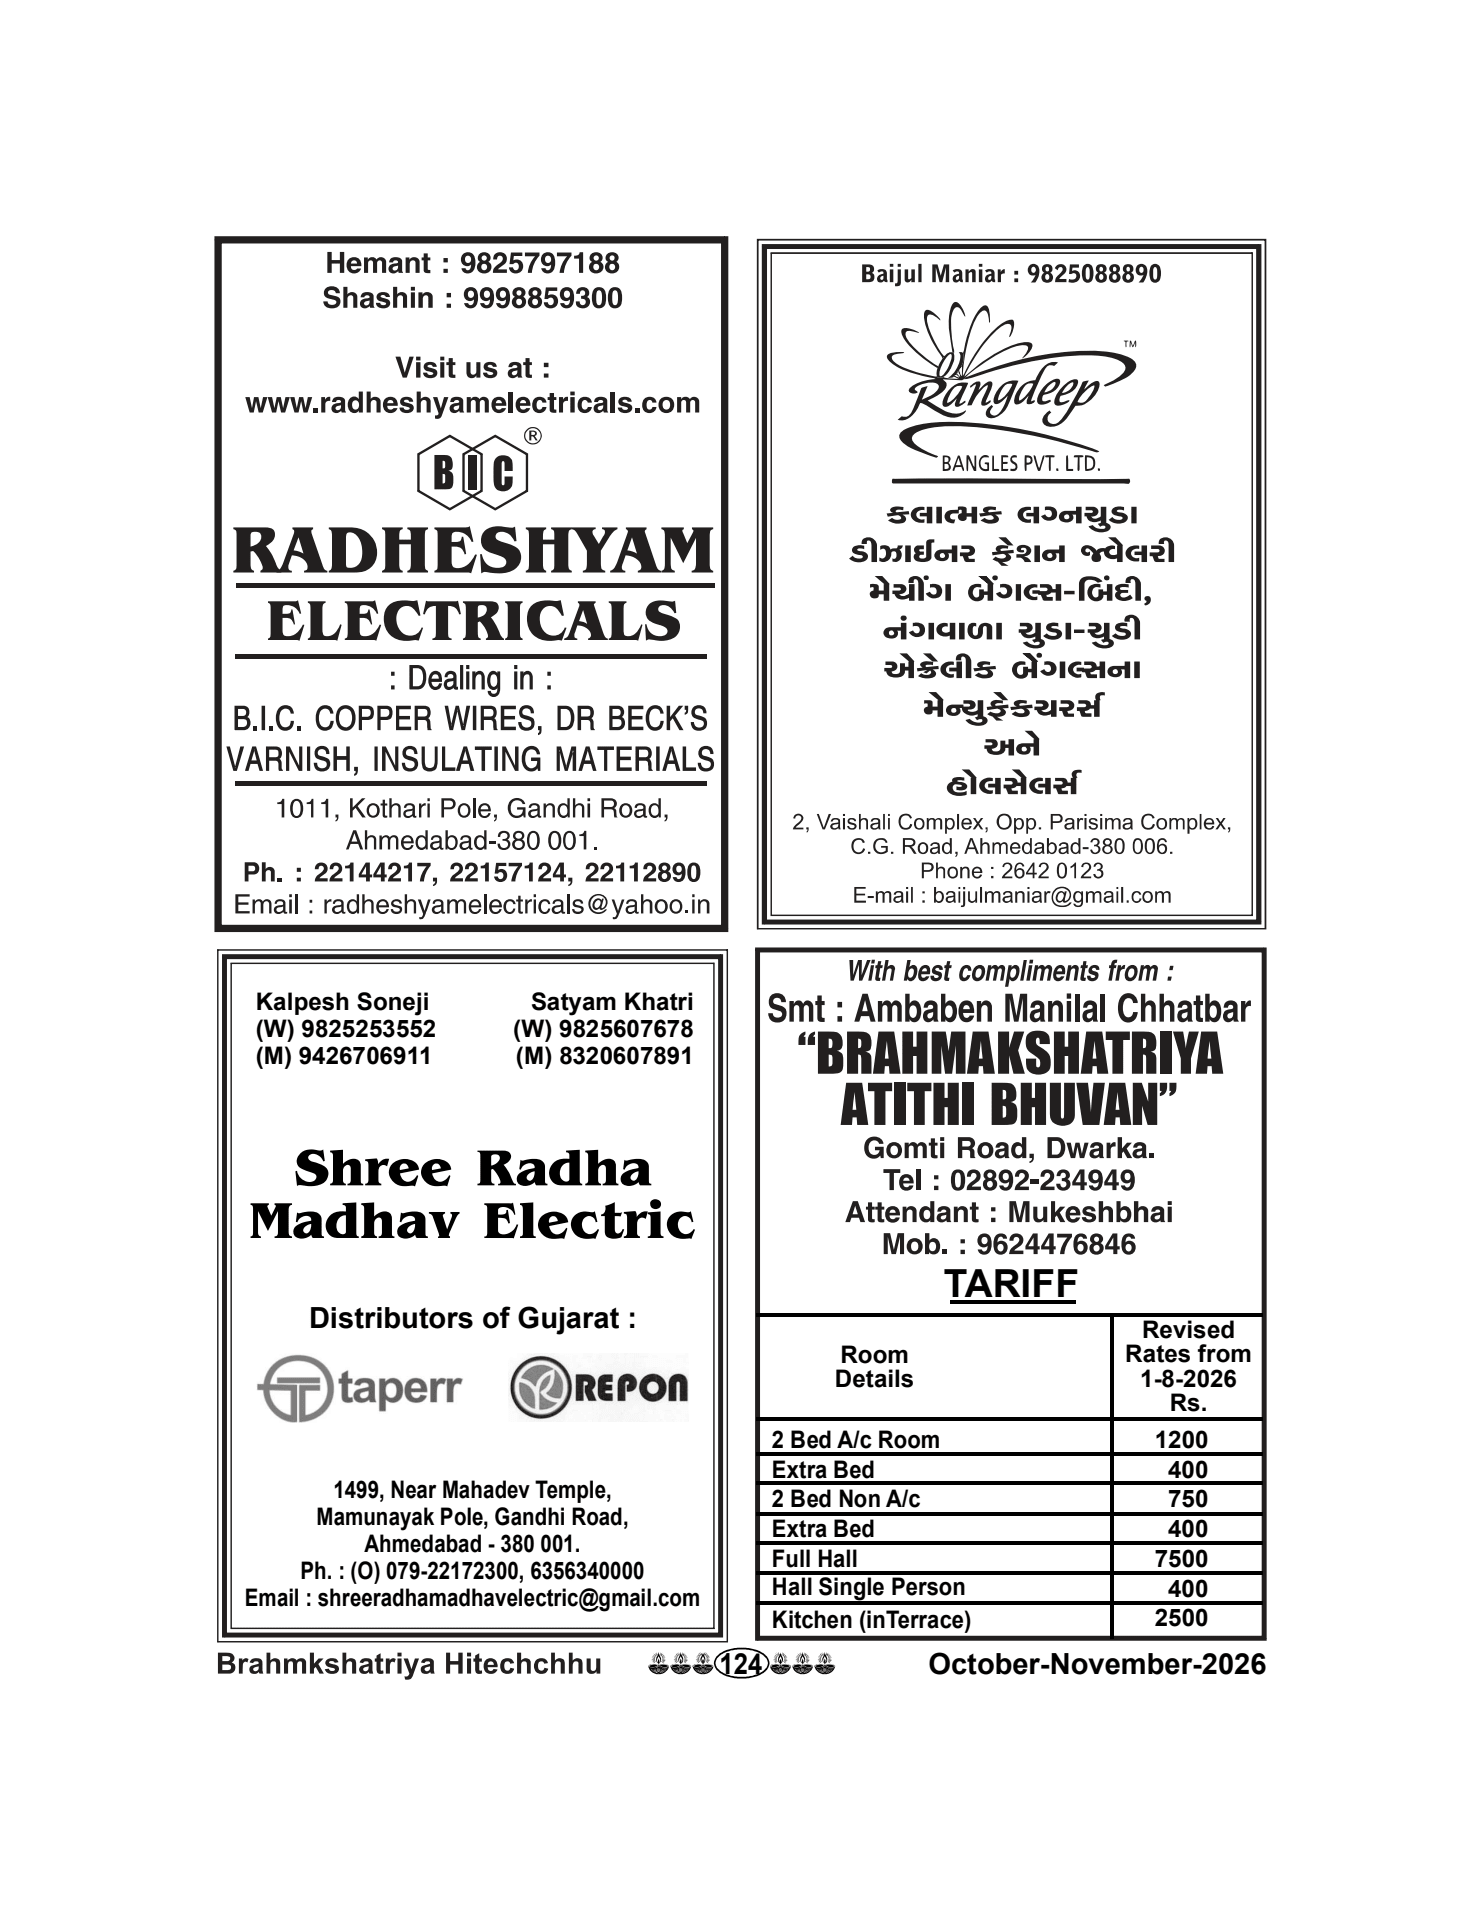 Hemant : 9825797188
Shashin : 9998859300
Visit us at :
www.radheshyamelectricals.com
BIC ®
RADHESHYAM
ELECTRICALS
: Dealing in :
B.I.C. COPPER WIRES, DR BECK'S
VARNISH, INSULATING MATERIALS
1011, Kothari Pole, Gandhi Road,
Ahmedabad-380 001.
Ph. : 22144217, 22157124, 22112890
Email : radheshyamelectricals@yahoo.in
Baijul Maniar : 9825088890
Rangdeep ™
BANGLES PVT. LTD.
કલાત્મક લગ્નચુડા
ડીઝાઈનર ફેશન જ્વેલરી
મેચીંગ બેંગલ્સ-બિંદી,
નંગવાળા ચુડા-ચુડી
એક્રેલીક બેંગલ્સના
મેન્યુફેકચરર્સ
અને
હોલસેલર્સ
2, Vaishali Complex, Opp. Parisima Complex,
C.G. Road, Ahmedabad-380 006.
Phone : 2642 0123
E-mail : baijulmaniar@gmail.com
Kalpesh Soneji Satyam Khatri
(W) 9825253552 (W) 9825607678
(M) 9426706911 (M) 8320607891
Shree Radha
Madhav Electric
Distributors of Gujarat :
taperr REPON
1499, Near Mahadev Temple,
Mamunayak Pole, Gandhi Road,
Ahmedabad - 380 001.
Ph. : (O) 079-22172300, 6356340000
Email : shreeradhamadhavelectric@gmail.com
With best compliments from :
Smt : Ambaben Manilal Chhatbar
“BRAHMAKSHATRIYA
ATITHI BHUVAN”
Gomti Road, Dwarka.
Tel : 02892-234949
Attendant : Mukeshbhai
Mob. : 9624476846
TARIFF
Room
Details
Revised
Rates from
1-8-2026
Rs.
2 Bed A/c Room 1200
Extra Bed 400
2 Bed Non A/c 750
Extra Bed 400
Full Hall 7500
Hall Single Person 400
Kitchen (inTerrace) 2500
Brahmkshatriya Hitechchhu 124 October-November-2026